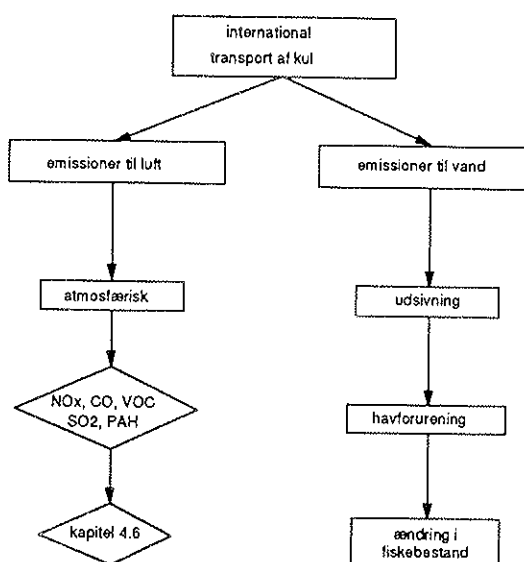 international
transport af kul
emissioner til luft
emissioner til vand
atmosfærisk
udsivning
NOx, CO, VOC
SO2, PAH
havforurening
kapitel 4.6
ændring i
fiskebestand